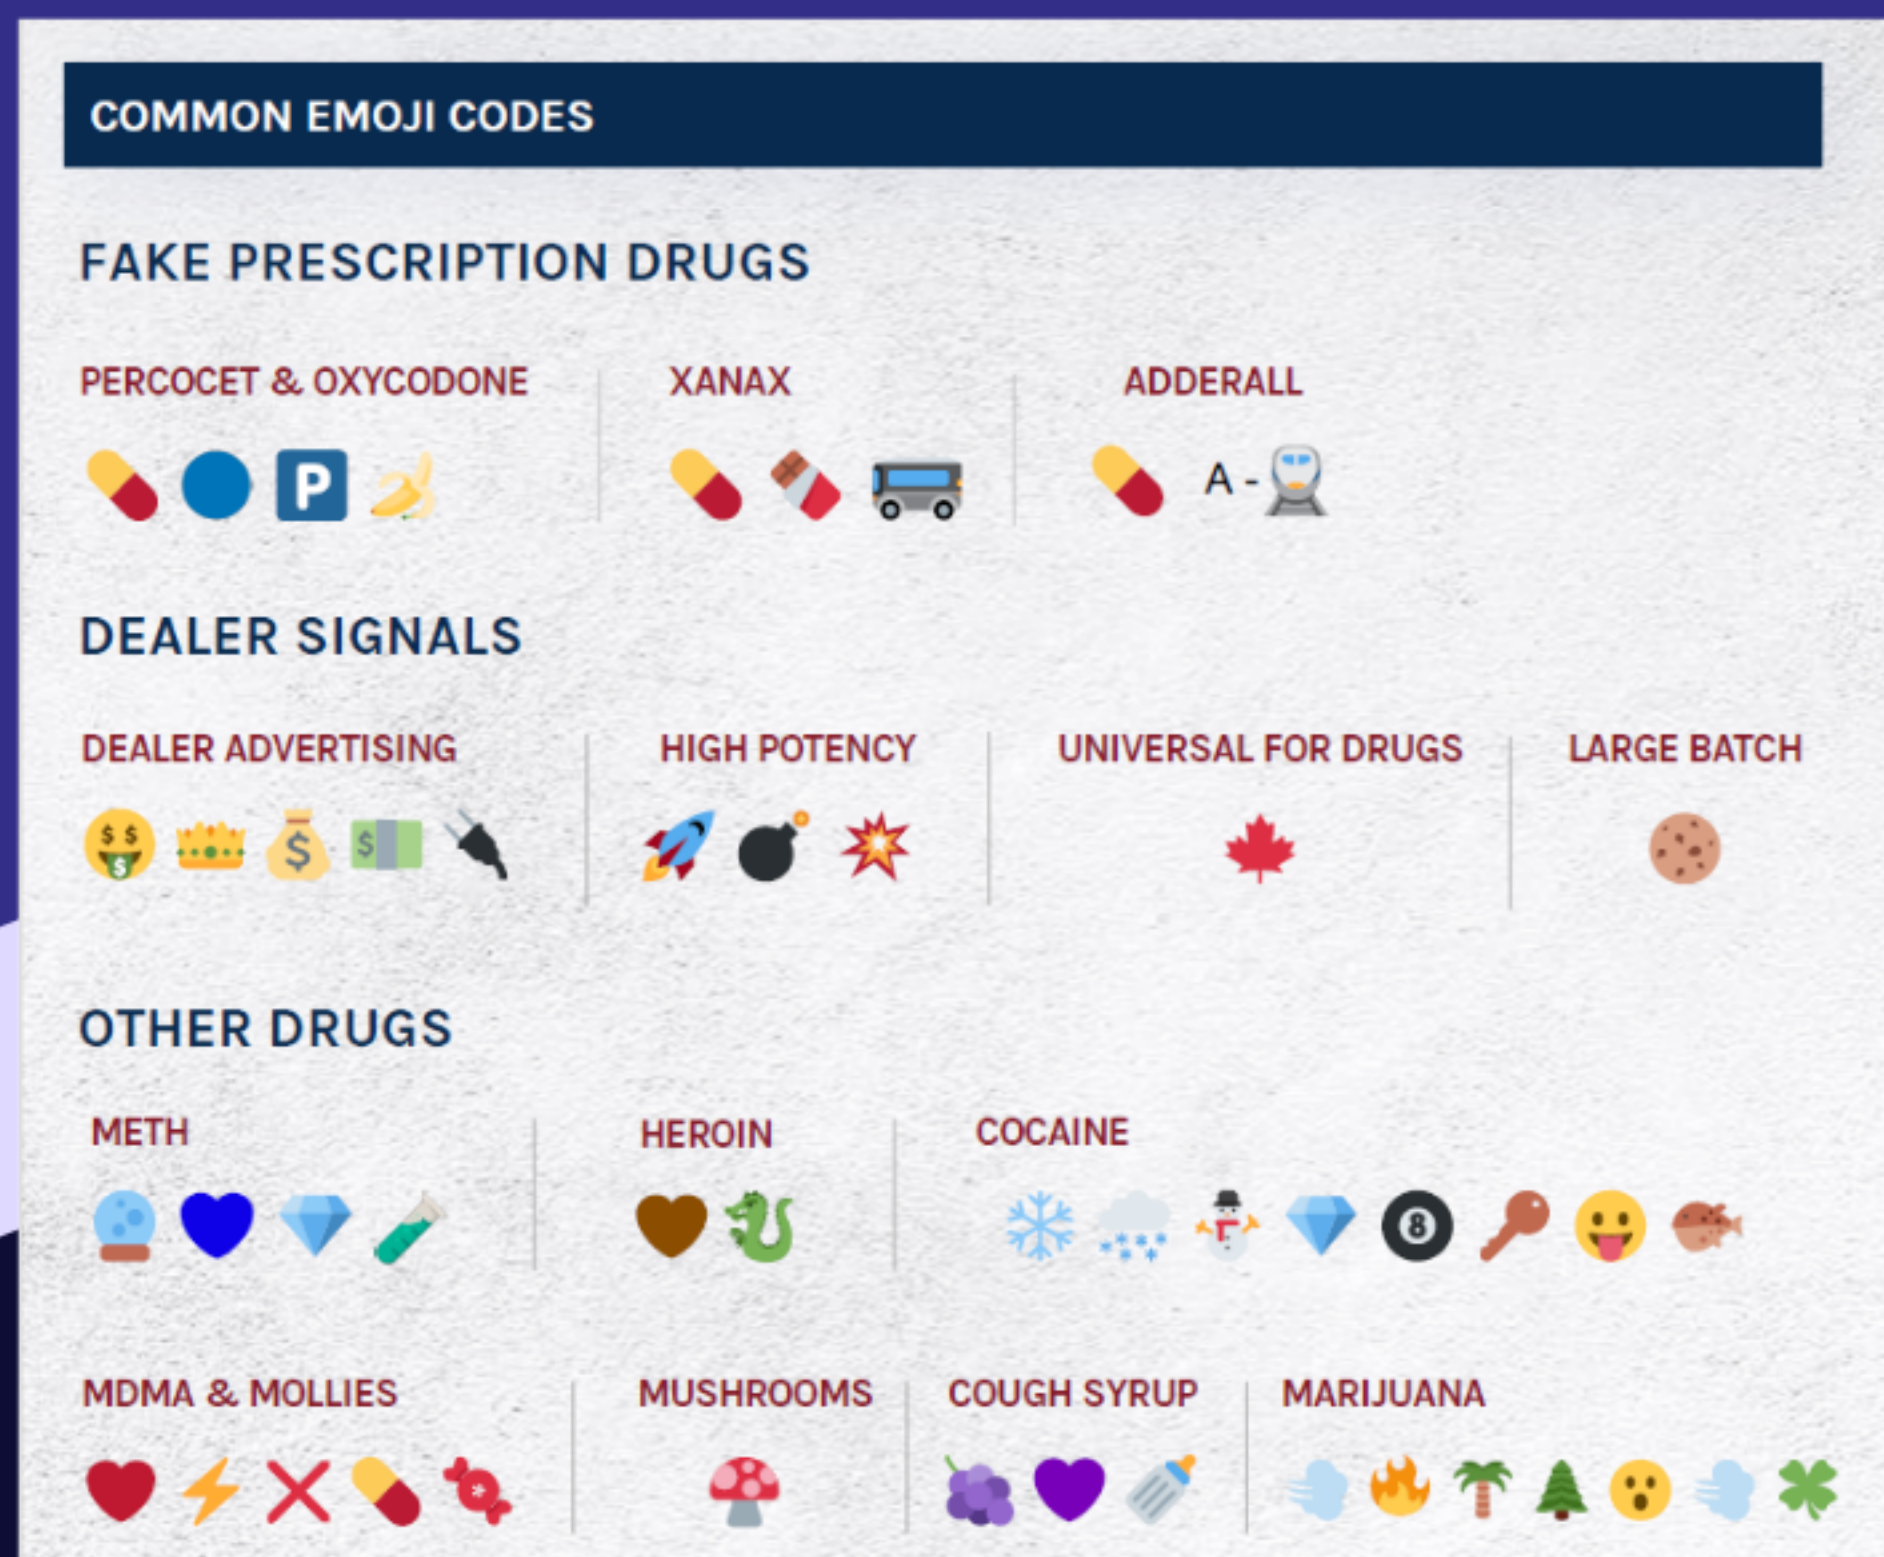 COMMON EMOJI CODES
FAKE PRESCRIPTION DRUGS
PERCOCET & OXYCODONE XANAX ADDERALL
P A -
DEALER SIGNALS
DEALER ADVERTISING HIGH POTENCY UNIVERSAL FOR DRUGS LARGE BATCH
$ $ $ $ $
OTHER DRUGS
METH HEROIN COCAINE
8
MDMA & MOLLIES MUSHROOMS COUGH SYRUP MARIJUANA